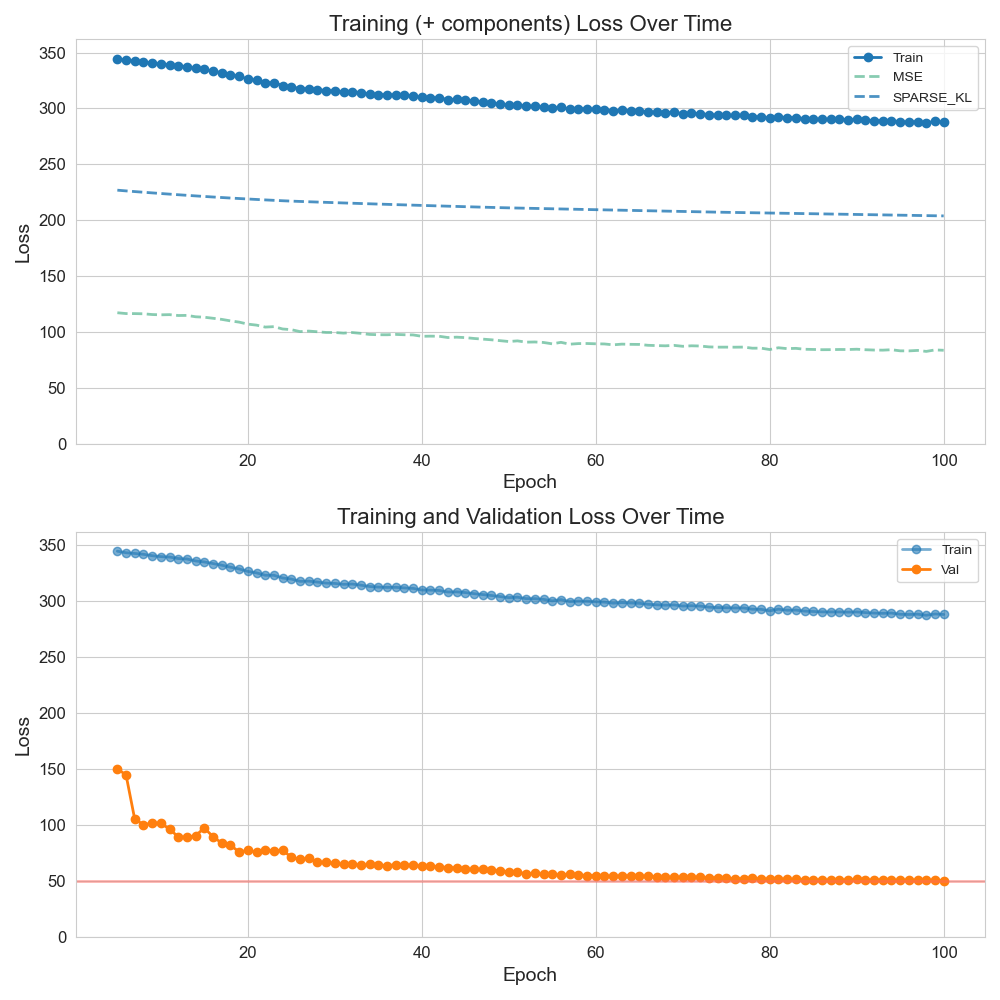 Training (+ components) Loss Over Time
350
300
250
200
150
100
50
0
Loss
Train
MSE
SPARSE_KL
20
40
60
80
100
Epoch
Training and Validation Loss Over Time
350
300
250
200
150
100
50
0
Loss
Train
Val
20
40
60
80
100
Epoch